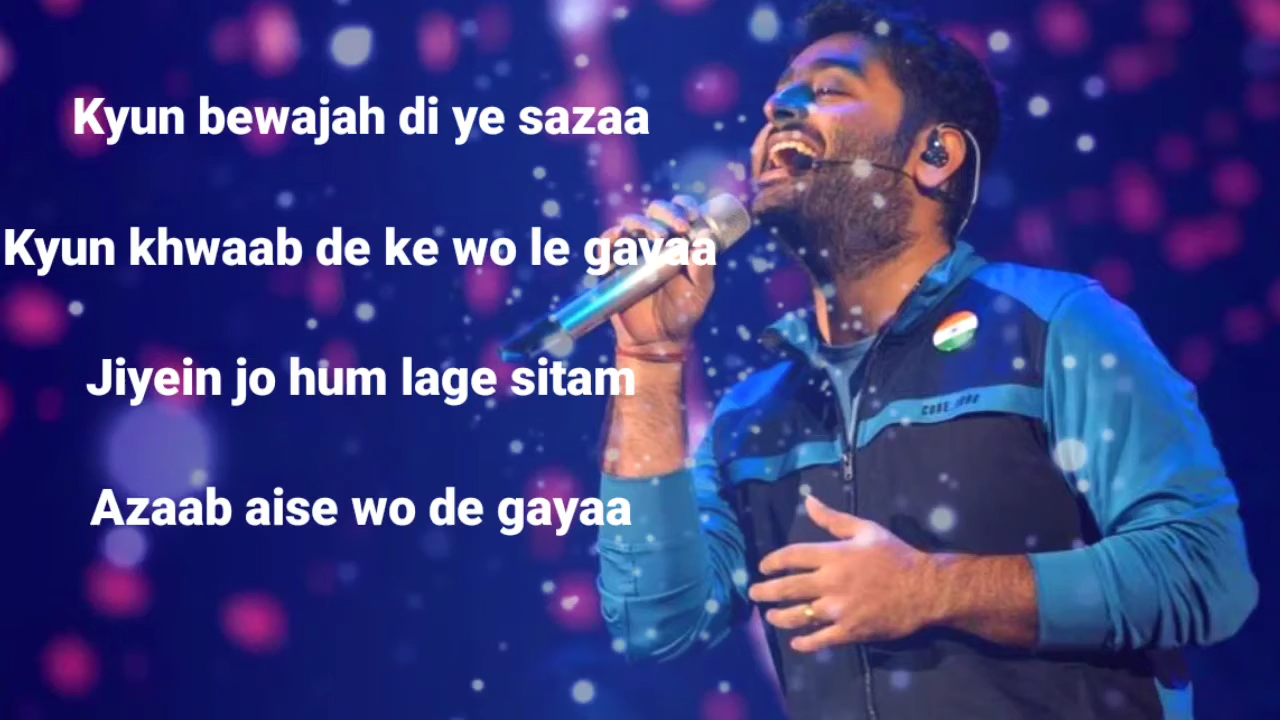 Kyun bewajah di ye sazaa
Kyun khwaab de ke wo le gayaa
Jiyein jo hum lage sitam
Azaab aise wo de gayaa